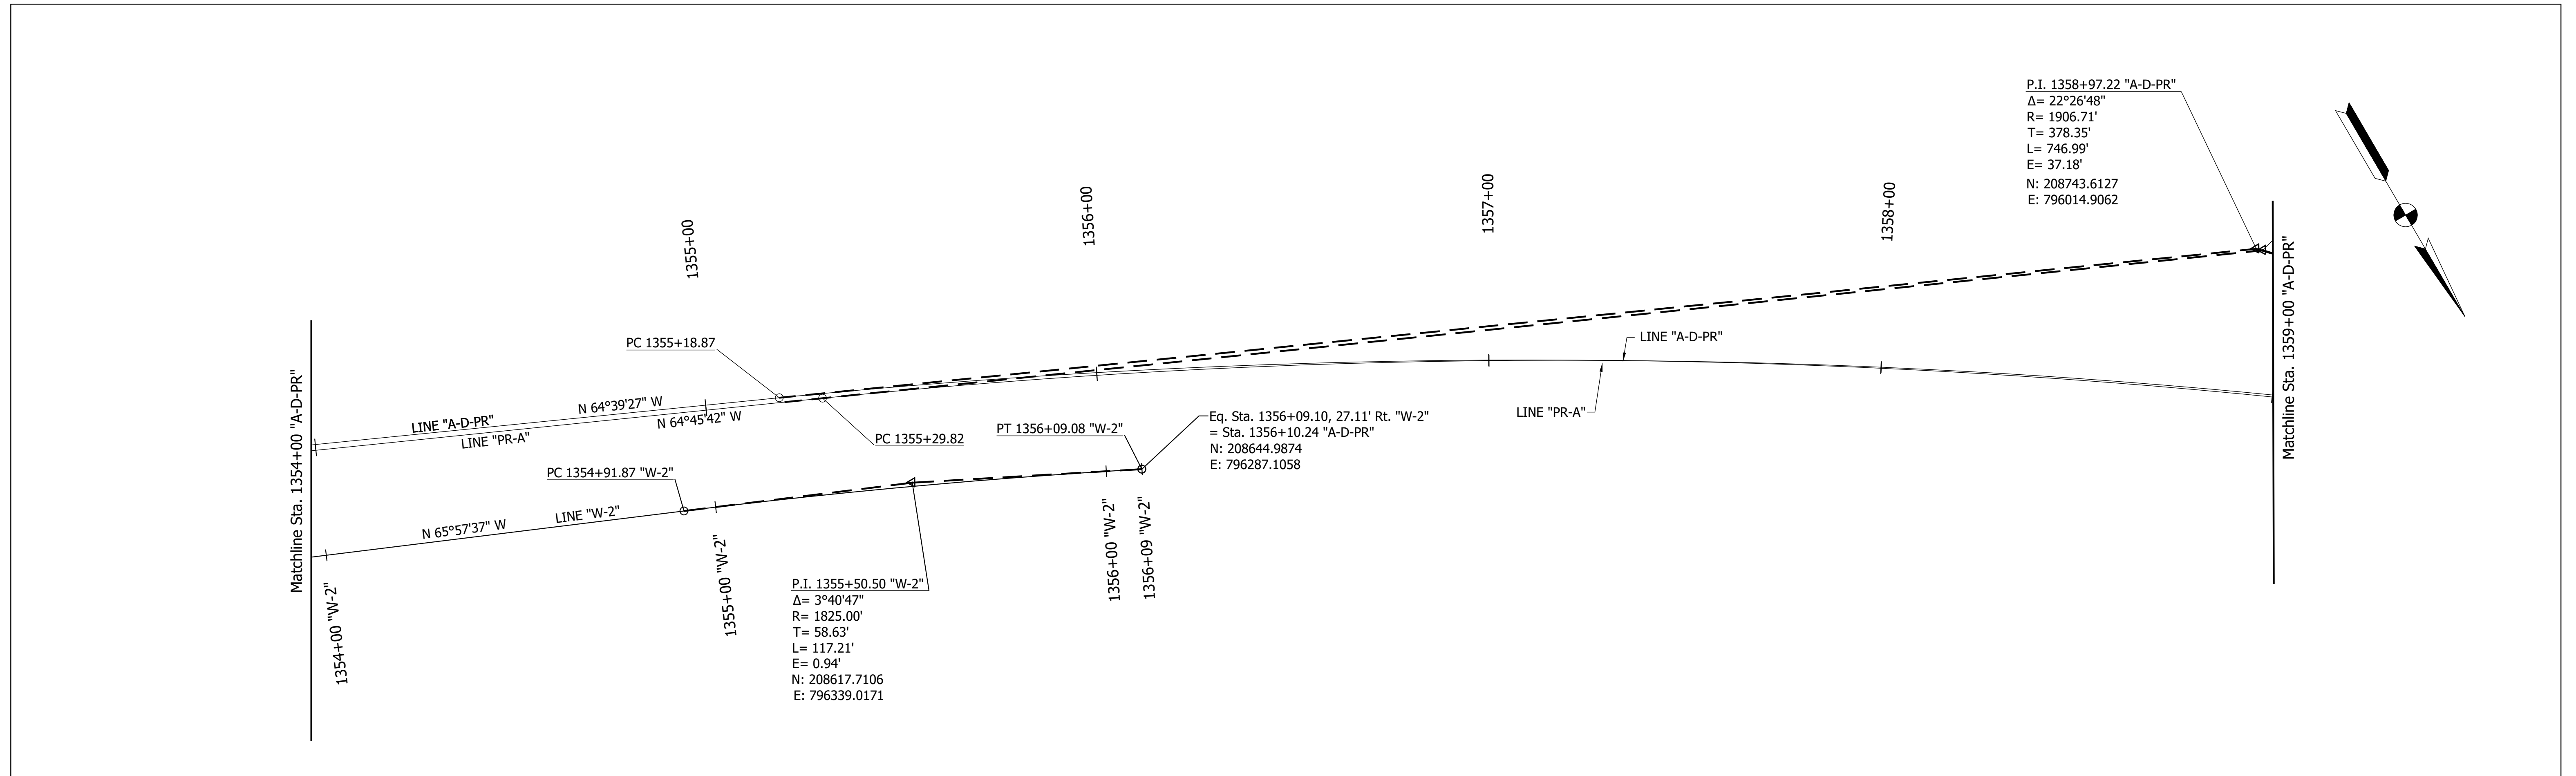 P.I. 1358+97.22 "A-D-PR"
Δ= 22°26'48"
R= 1906.71'
T= 378.35'
L= 746.99'
E= 37.18'
N: 208743.6127
E: 796014.9062
1355+00
1356+00
1357+00
1358+00
Matchline Sta. 1354+00 "A-D-PR"
Matchline Sta. 1359+00 "A-D-PR"
PC 1355+18.87
LINE "A-D-PR"
LINE "A-D-PR"
N 64°39'27" W
LINE "PR-A"
N 64°45'42" W
PC 1355+29.82
LINE "PR-A"
Eq. Sta. 1356+09.10, 27.11' Rt. "W-2"
= Sta. 1356+10.24 "A-D-PR"
N: 208644.9874
E: 796287.1058
PT 1356+09.08 "W-2"
PC 1354+91.87 "W-2"
N 65°57'37" W
LINE "W-2"
1354+00 "W-2"
1355+00 "W-2"
1356+00 "W-2"
1356+09 "W-2"
P.I. 1355+50.50 "W-2"
Δ= 3°40'47"
R= 1825.00'
T= 58.63'
L= 117.21'
E= 0.94'
N: 208617.7106
E: 796339.0171